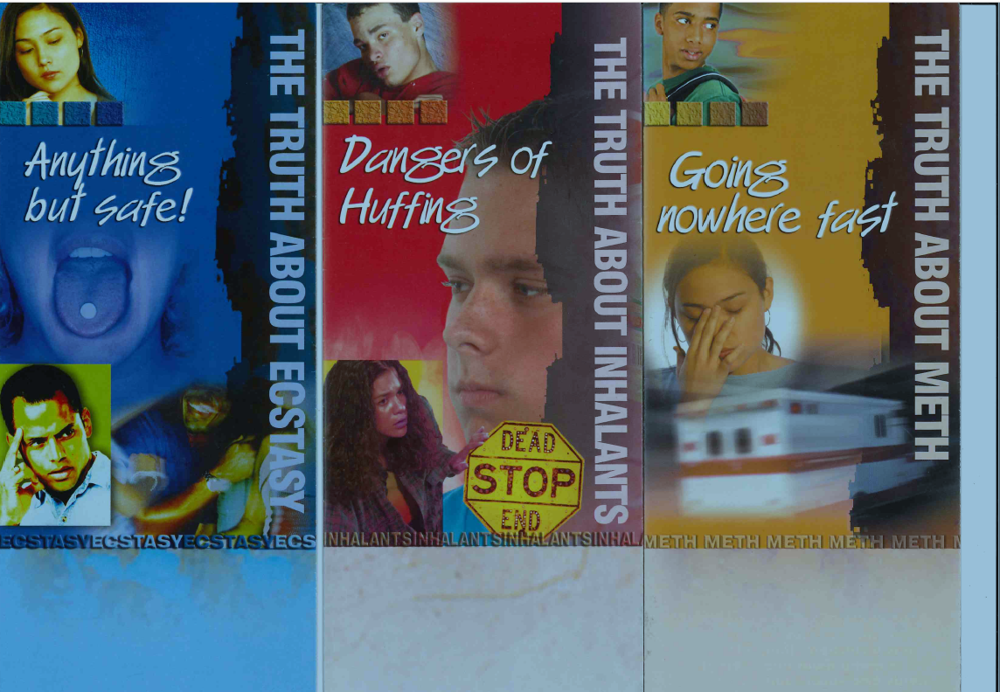 THE TRUTH ABOUT ECSTASY
Anything
but safe!
ECSTASYECSTASYECSTASYECS
THE TRUTH ABOUT INHALANTS
Dangers of
Huffing
DEAD
STOP
END
INHALANTSINHALANTSINHALANTSINHAL
THE TRUTH ABOUT METH
Going
nowhere fast
METH METH METH METH METH